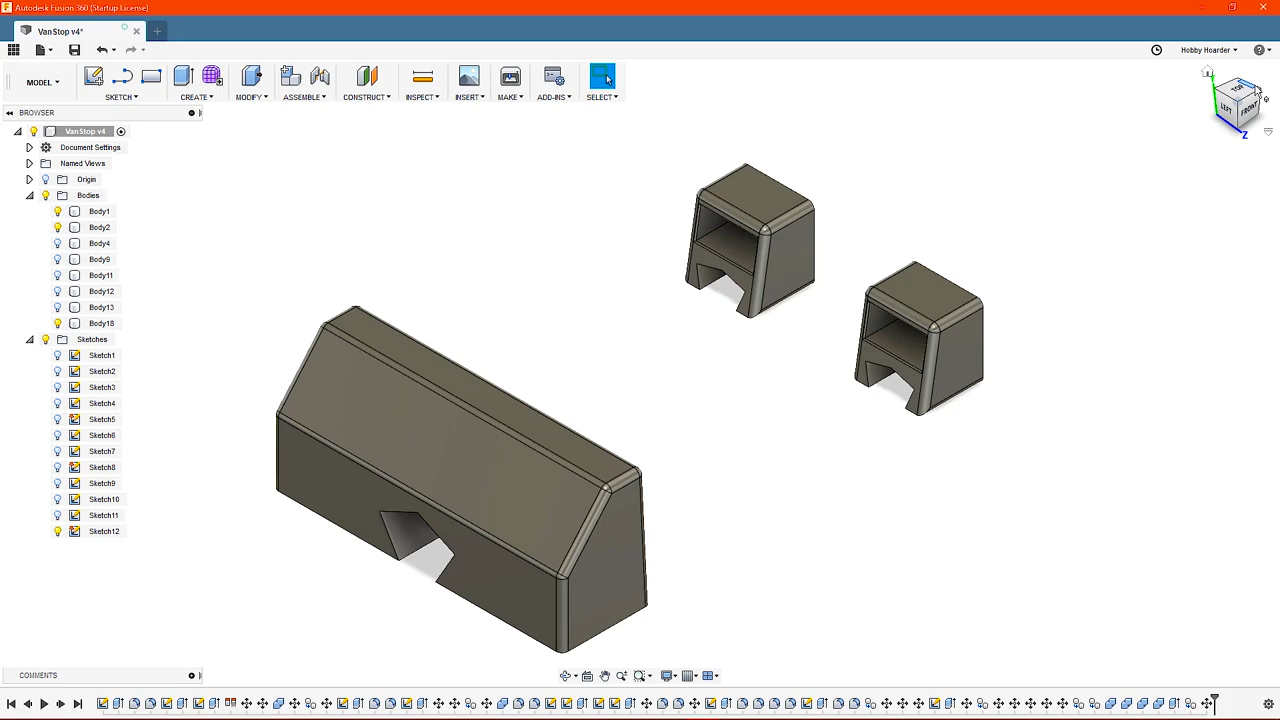 Autodesk Fusion 360 (Startup License)
VanStop v4*
Hobby Hoarder
MODEL
SKETCH CREATE MODIFY ASSEMBLE CONSTRUCT INSPECT INSERT MAKE ADD-INS SELECT
BROWSER
VanStop v4
Document Settings
Named Views
Origin
Bodies
Body1
Body2
Body4
Body9
Body11
Body12
Body13
Body18
Sketches
Sketch1
Sketch2
Sketch3
Sketch4
Sketch5
Sketch6
Sketch7
Sketch8
Sketch9
Sketch10
Sketch11
Sketch12
TOP
LEFT FRONT
Y
Z
COMMENTS